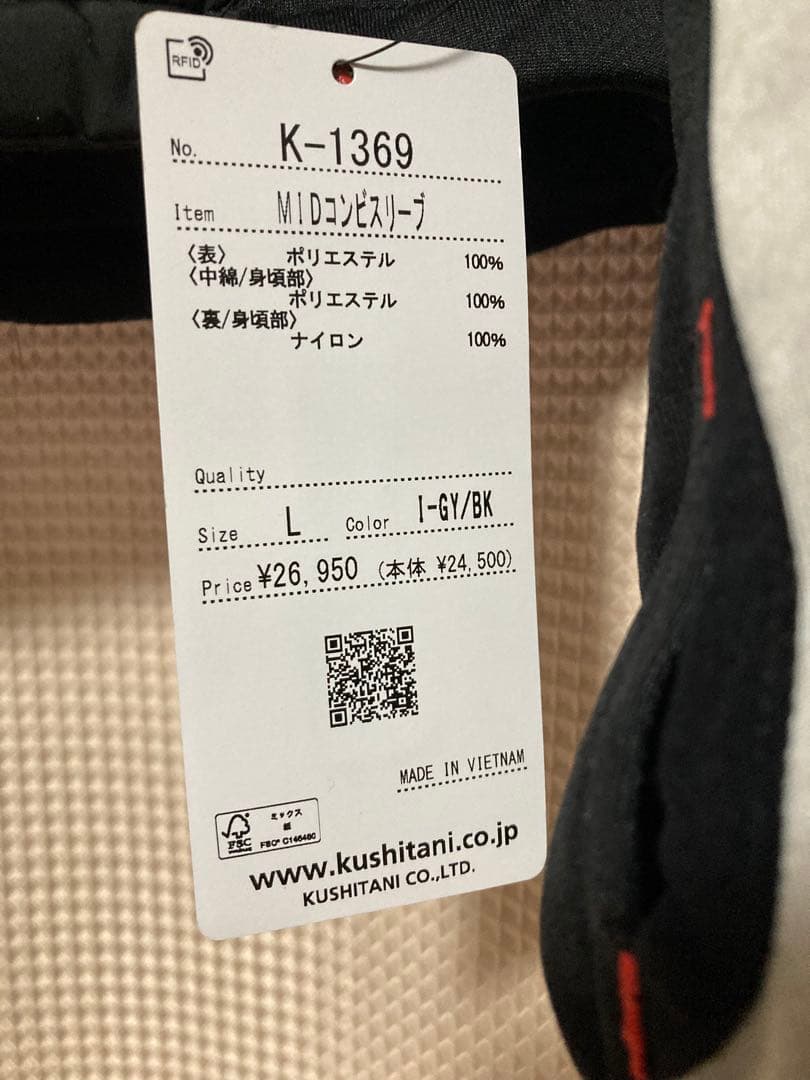 RFID
No. K-1369
Item MIDコンビスリーブ
〈表〉 ポリエステル 100%
〈中綿/身頃部〉
ポリエステル 100%
〈裏/身頃部〉
ナイロン 100%
Quality
Size L Color I-GY/BK
Price ¥26,950 (本体 ¥24,500)
MADE IN VIETNAM
ミックス
紙
FSC
FSC® C146480
www.kushitani.co.jp
KUSHITANI CO.,LTD.